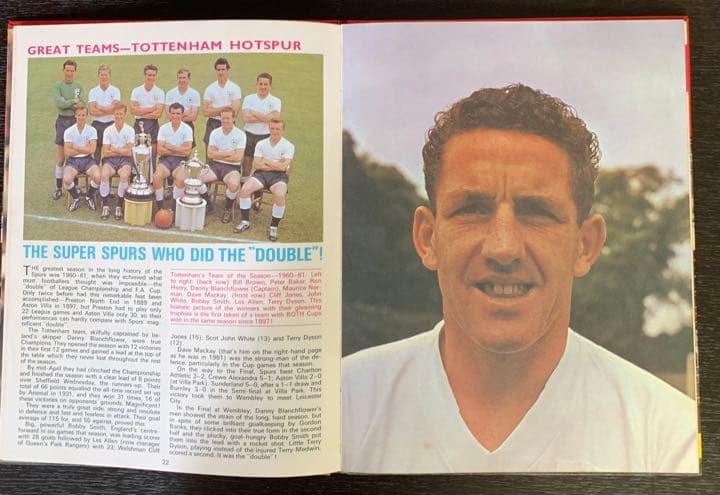 GREAT TEAMS—TOTTENHAM HOTSPUR
THE SUPER SPURS WHO DID THE "DOUBLE"!
THE greatest season in the long history of the
Spurs was 1960-61, when they achieved what
most footballers thought was impossible—the
"double" of League Championship and F.A. Cup.
Only twice before had this remarkable feat been
accomplished—Preston North End in 1889 and
Aston Villa in 1897, but Preston had to play only
22 League games and Aston Villa only 30, so their
performances can hardly compare with Spurs' mag-
nificent "double".
The Tottenham team, skilfully captained by Ire-
land's skipper Danny Blanchflower, were true
Champions. They opened the season with 12 victories
in their first 12 games and gained a lead at the top of
the table which they never lost throughout the rest
of the season.
By mid-April they had clinched the Championship
and finished the season with a clear lead of 8 points
over Sheffield Wednesday, the runners-up. Their
total of 66 points equalled the all-time record set up
by Arsenal in 1931, and they won 31, 16 of
these victories on opponents' grounds. Magnificent!
They were a truly great side, strong and resolute
in defence and fast and fearless in attack. Their goal
average of 115 for, and 50 against, proved this.
Big, powerful Bobby Smith, England's centre-
forward in six games that season, was leading scorer
with 28 goals followed by Les Allen (now manager
of Queen's Park Rangers) with 23; Welshman Cliff
Tottenham's Team of the Season—1960-61. Left
to right: (back row) Bill Brown, Peter Baker, Ron
Henry, Danny Blanchflower (Captain), Maurice Nor-
man, Dave Mackay, (front row) Cliff Jones, John
White, Bobby Smith, Les Allen, Terry Dyson. This
historic picture of the winners with their gleaming
trophies is the first taken of a team with BOTH Cups
won in the same season since 1897!
Jones (15); Scot John White (13) and Terry Dyson
(12).
Dave Mackay (that's him on the right-hand page
as he was in 1961) was the strong-man of the de-
fence, particularly in the Cup games that season.
On the way to the Final, Spurs beat Charlton
Athletic 3–2; Crewe Alexandra 5–1; Aston Villa 2–0
(at Villa Park); Sunderland 5–0, after a 1–1 draw and
Burnley 3–0 in the Semi-final at Villa Park. This
victory took them to Wembley to meet Leicester
City.
In the Final at Wembley, Danny Blanchflower's
men showed the strain of the long, hard season, but
in spite of some brilliant goalkeeping by Gordon
Banks, they clicked into their true form in the second
half and the plucky, goal-hungry Bobby Smith put
them into the lead with a rocket shot. Little Terry
Dyson, playing instead of the injured Terry Medwin,
scored a second. It was the "double"!
22